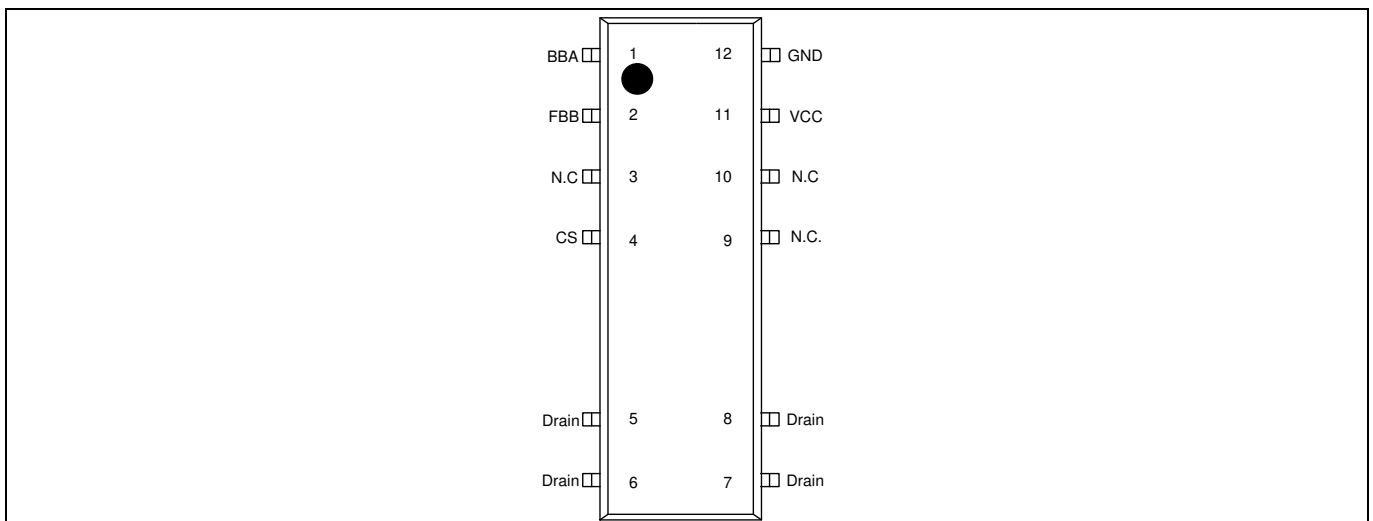 BBA 1 12 GND
FBB 2 11 VCC
N.C 3 10 N.C
CS 4 9 N.C.
Drain 5 8 Drain
Drain 6 7 Drain